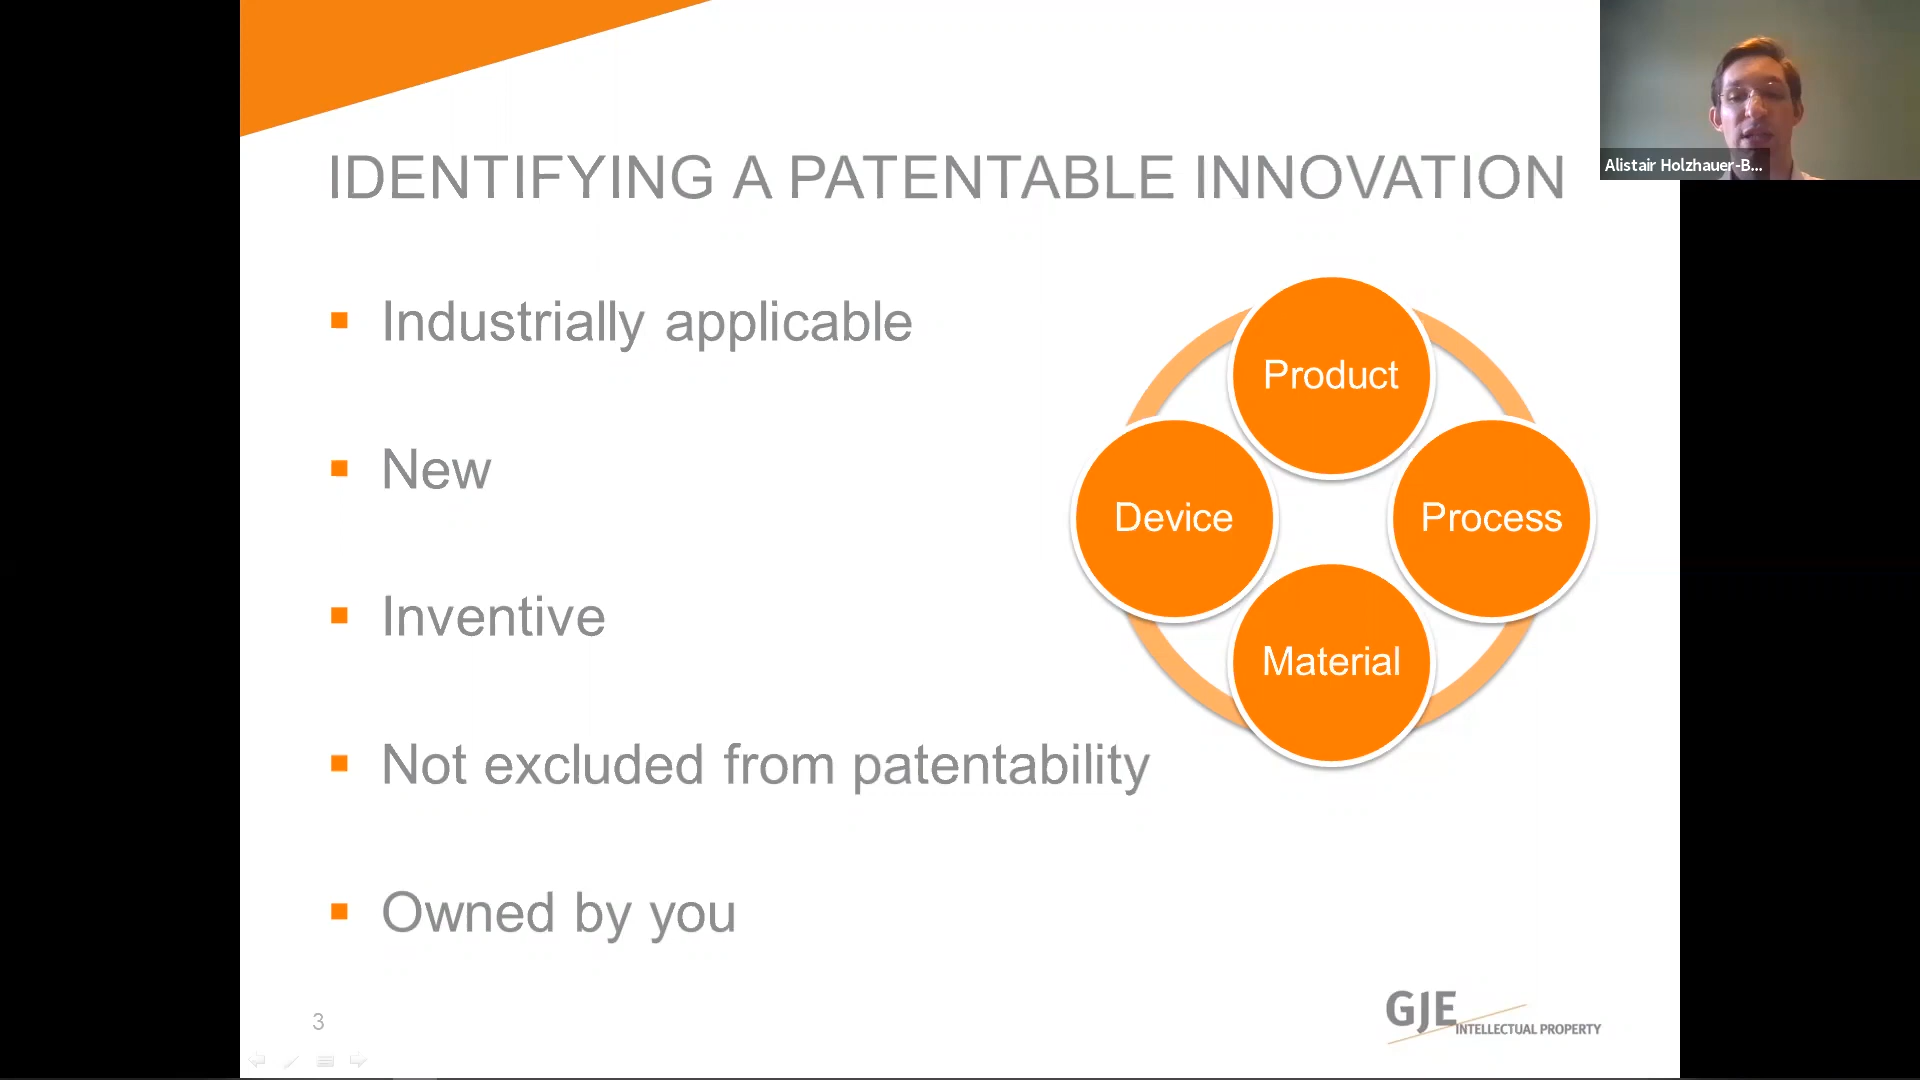 IDENTIFYING A PATENTABLE INNOVATION
Alistair Holzhauer-B...
Industrially applicable
New
Inventive
Not excluded from patentability
Owned by you
Product
Device
Process
Material
3
GJE INTELLECTUAL PROPERTY